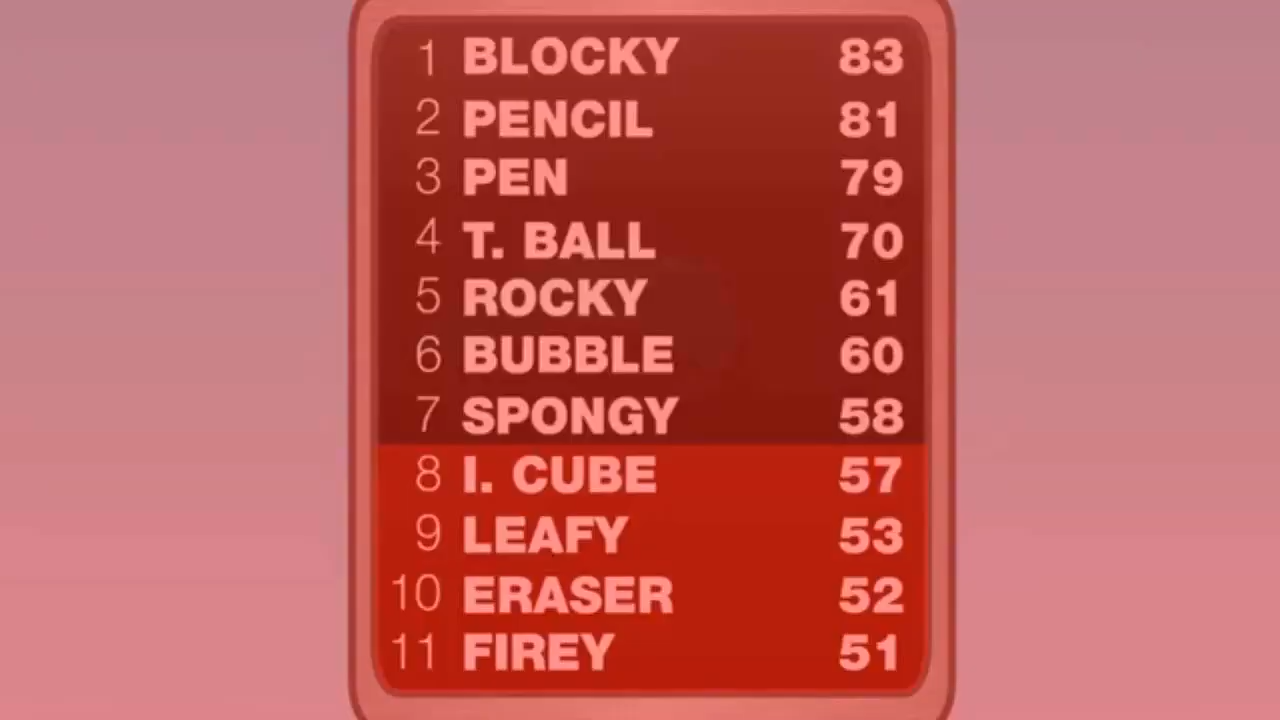 1 BLOCKY 83
2 PENCIL 81
3 PEN 79
4 T. BALL 70
5 ROCKY 61
6 BUBBLE 60
7 SPONGY 58
8 I. CUBE 57
9 LEAFY 53
10 ERASER 52
11 FIREY 51